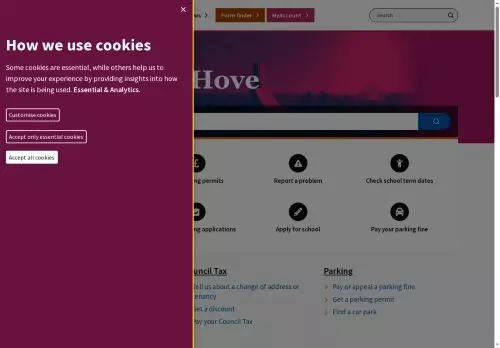 ×
How we use cookies
Some cookies are essential, while others help us to
improve your experience by providing insights into how
the site is being used. Essential & Analytics.
Customise cookies
Accept only essential cookies
Accept all cookies
Form finder
MyAccount
Search
Hove
permits
Report a problem
Check school term dates
applications
Apply for school
Pay your parking fine
Council Tax
Tell us about a change of address or
tenancy
Get a discount
Pay your Council Tax
Parking
Pay or appeal a parking fine
Get a parking permit
Find a car park